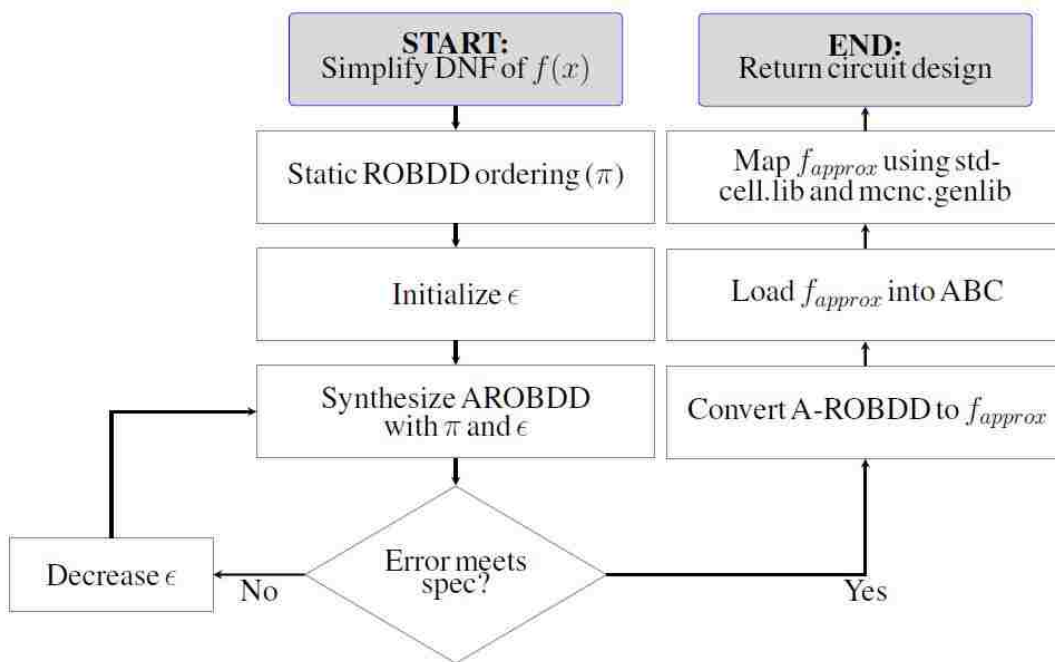 START:
Simplify DNF of f(x)
Static ROBDD ordering (π)
Initialize ϵ
Synthesize AROBDD
with π and ϵ
Error meets
spec?
No
Decrease ϵ
Yes
Convert A-ROBDD to f_approx
Load f_approx into ABC
Map f_approx using std-
cell.lib and mcnc.genlib
END:
Return circuit design